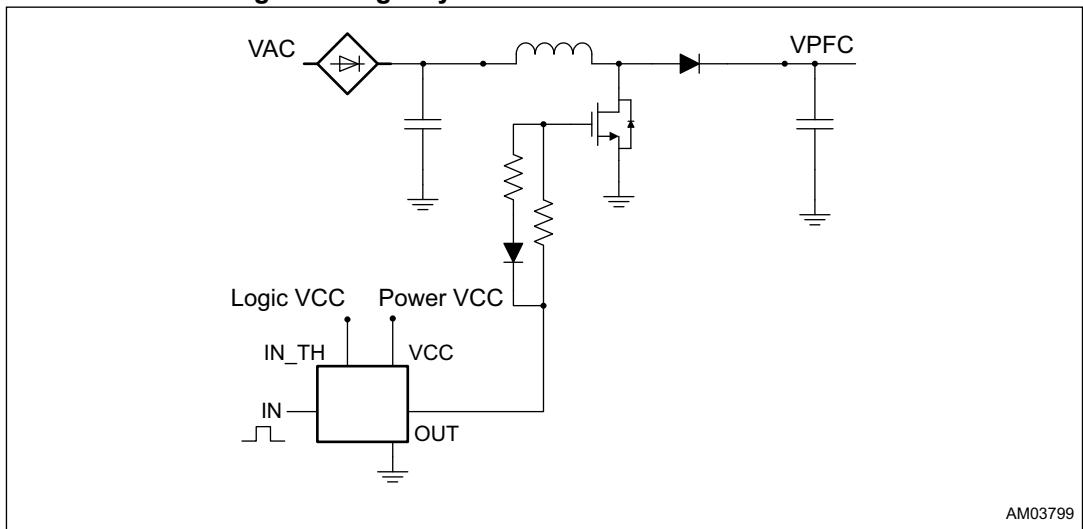 VAC
VPFC
Logic VCC
Power VCC
IN_TH
VCC
IN
OUT
AM03799